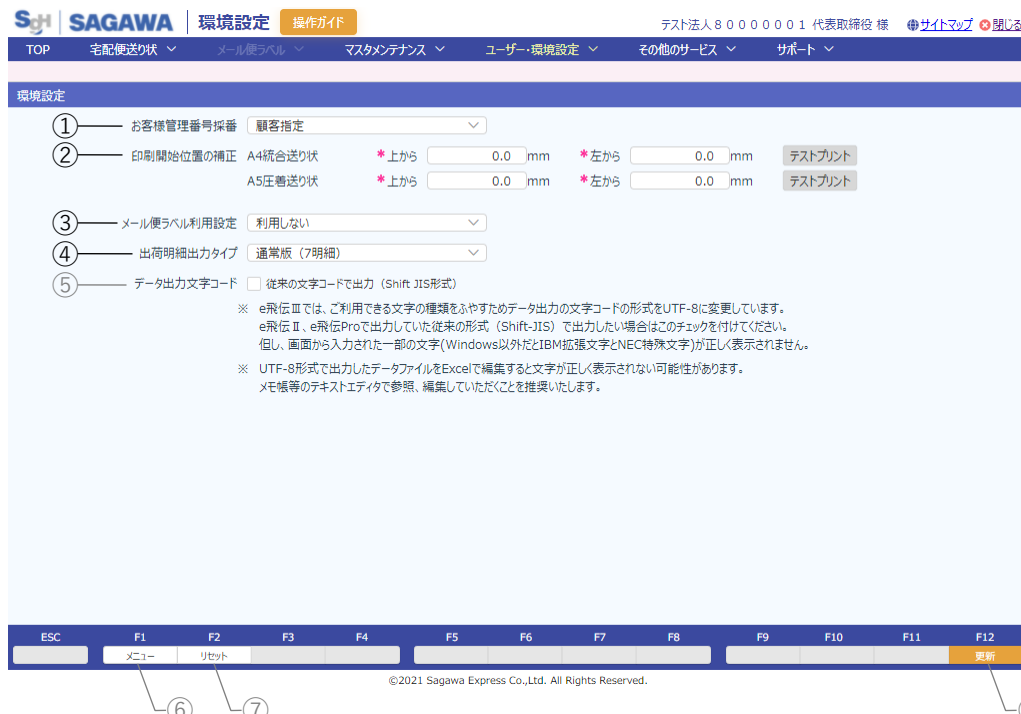 SGH SAGAWA 環境設定 操作ガイド テスト法人８００００００１ 代表取締役 様 サイトマップ 閉じる
TOP 宅配便送り状 メール便ラベル マスタメンテナンス ユーザー・環境設定 その他のサービス サポート
環境設定
① お客様管理番号採番 顧客指定
② 印刷開始位置の補正 A4統合送り状 *上から 0.0 mm *左から 0.0 mm テストプリント
A5圧着送り状 *上から 0.0 mm *左から 0.0 mm テストプリント
③ メール便ラベル利用設定 利用しない
④ 出荷明細出力タイプ 通常版（7明細）
⑤ データ出力文字コード 従来の文字コードで出力（Shift JIS形式）
※ e飛伝Ⅲでは、ご利用できる文字の種類をふやすためデータ出力の文字コードの形式をUTF-8に変更しています。
e飛伝Ⅱ、e飛伝Proで出力していた従来の形式（Shift-JIS）で出力したい場合はこのチェックを付けてください。
但し、画面から入力された一部の文字(Windows以外だとIBM拡張文字とNEC特殊文字)が正しく表示されません。
※ UTF-8形式で出力したデータファイルをExcelで編集すると文字が正しく表示されない可能性があります。
メモ帳等のテキストエディタで参照、編集していただくことを推奨いたします。
ESC F1 F2 F3 F4 F5 F6 F7 F8 F9 F10 F11 F12
メニュー リセット 更新
©2021 Sagawa Express Co.,Ltd. All Rights Reserved.
⑥ ⑦